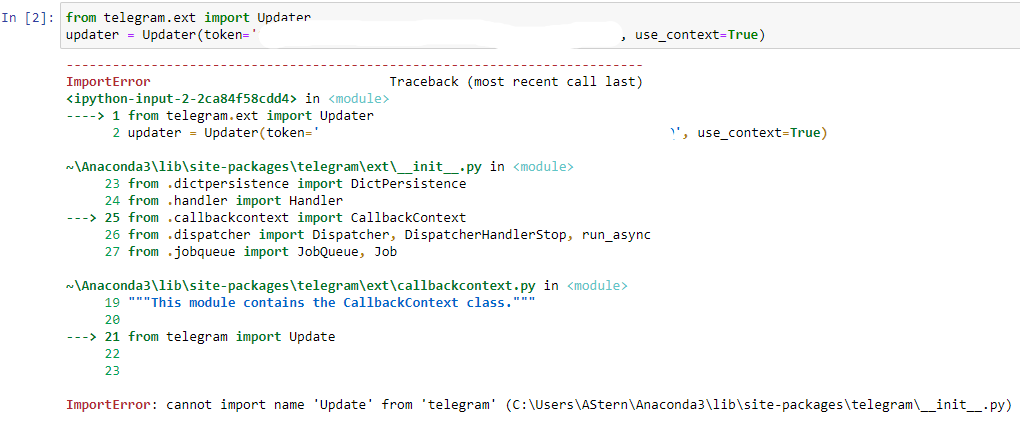 In [2]: from telegram.ext import Updater
updater = Updater(token=' , use_context=True)
---------------------------------------------------------------------------
ImportError Traceback (most recent call last)
<ipython-input-2-2ca84f58cdd4> in <module>
----> 1 from telegram.ext import Updater
2 updater = Updater(token=' ', use_context=True)
~\Anaconda3\lib\site-packages\telegram\ext\__init__.py in <module>
23 from .dictpersistence import DictPersistence
24 from .handler import Handler
---> 25 from .callbackcontext import CallbackContext
26 from .dispatcher import Dispatcher, DispatcherHandlerStop, run_async
27 from .jobqueue import JobQueue, Job
~\Anaconda3\lib\site-packages\telegram\ext\callbackcontext.py in <module>
19 """This module contains the CallbackContext class."""
20
---> 21 from telegram import Update
22
23
ImportError: cannot import name 'Update' from 'telegram' (C:\Users\AStern\Anaconda3\lib\site-packages\telegram\__init__.py)